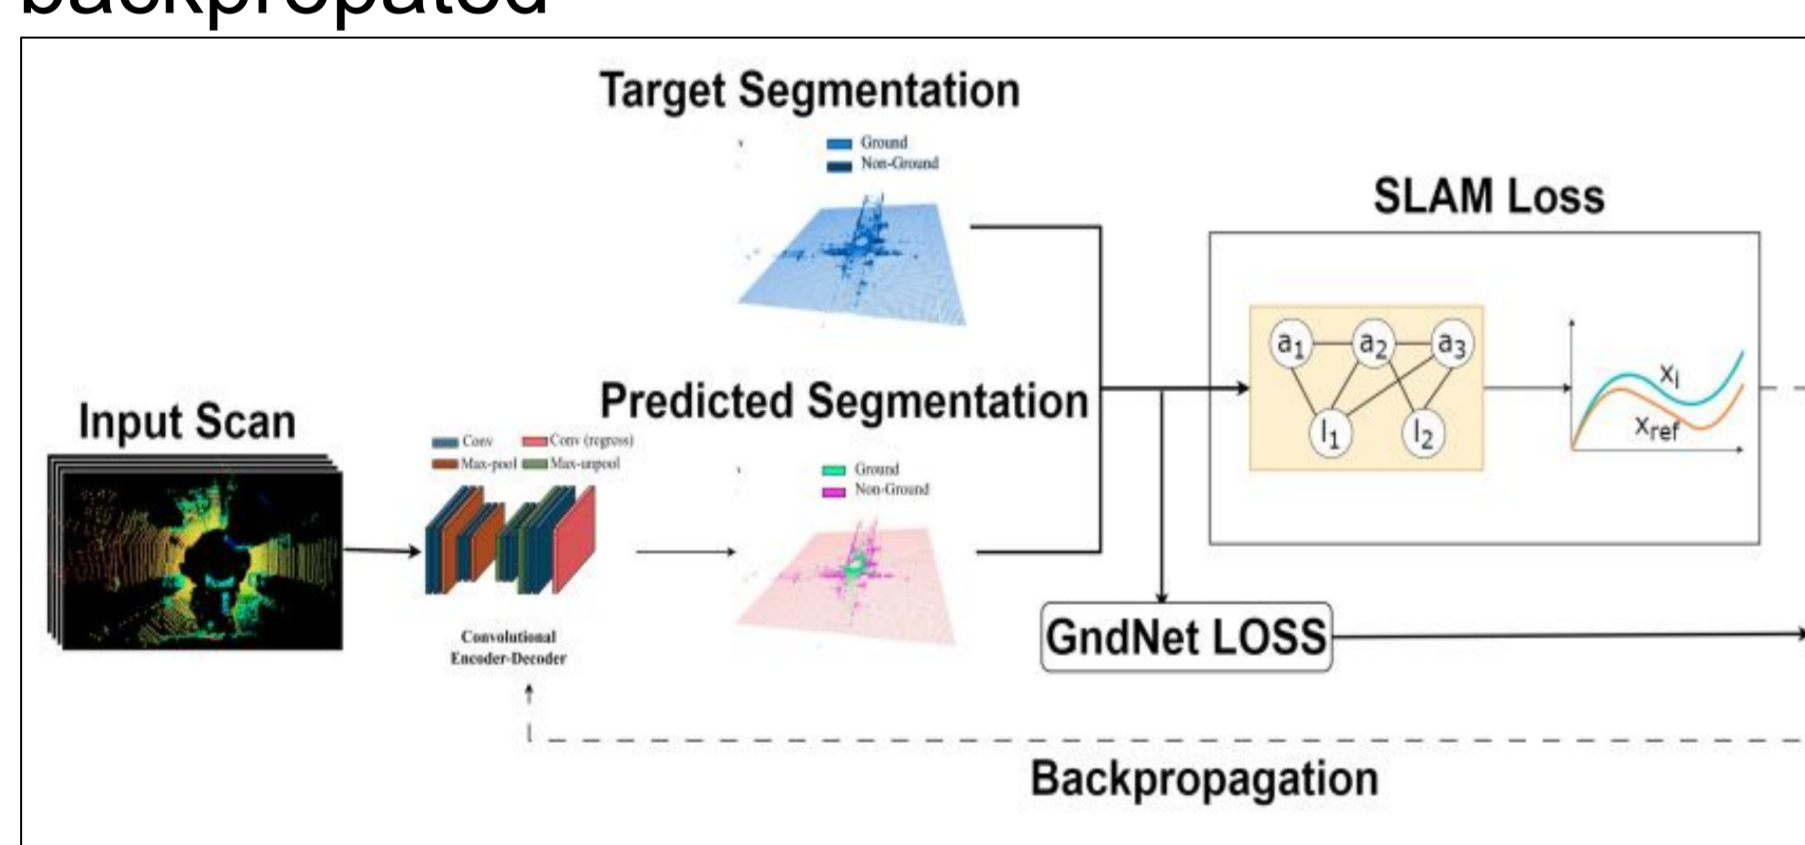 backpropated
Target Segmentation
Ground
Non-Ground
SLAM Loss
a1 a2 a3
l1 l2
xi
xref
Predicted Segmentation
Input Scan
Conv Conv (regress)
Max-pool Max-unpool
Ground
Non-Ground
Convolutional
Encoder-Decoder
GndNet LOSS
Backpropagation